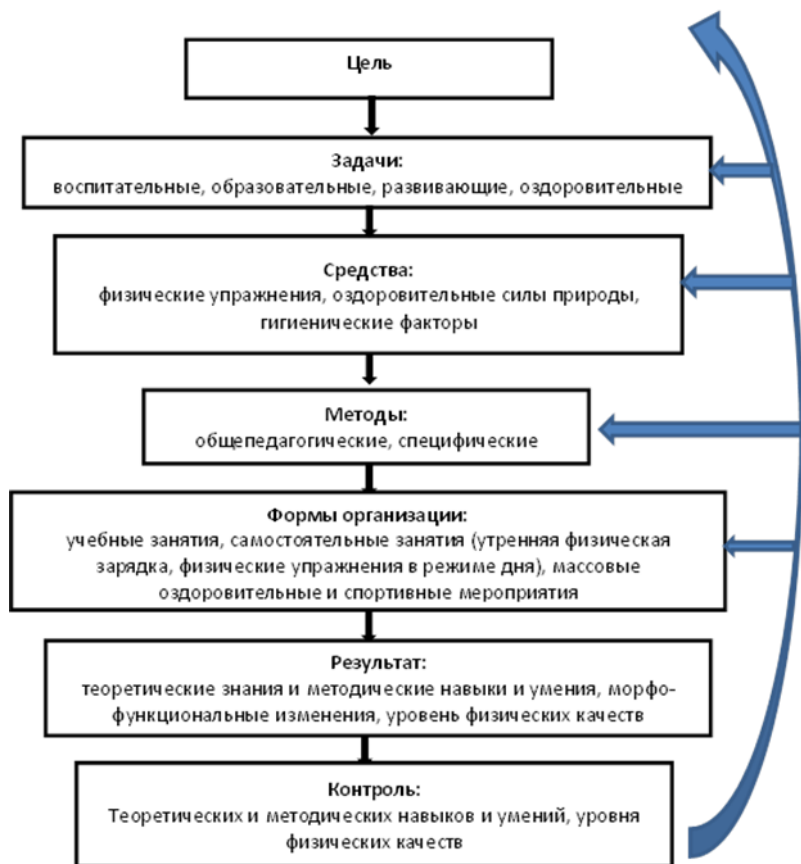 Цель
Задачи:
воспитательные, образовательные, развивающие, оздоровительные
Средства:
физические упражнения, оздоровительные силы природы,
гигиенические факторы
Методы:
общепедагогические, специфические
Формы организации:
учебные занятия, самостоятельные занятия (утренняя физическая
зарядка, физические упражнения в режиме дня), массовые
оздоровительные и спортивные мероприятия
Результат:
теоретические знания и методические навыки и умения, морфо-
функциональные изменения, уровень физических качеств
Контроль:
Теоретических и методических навыков и умений, уровня
физических качеств